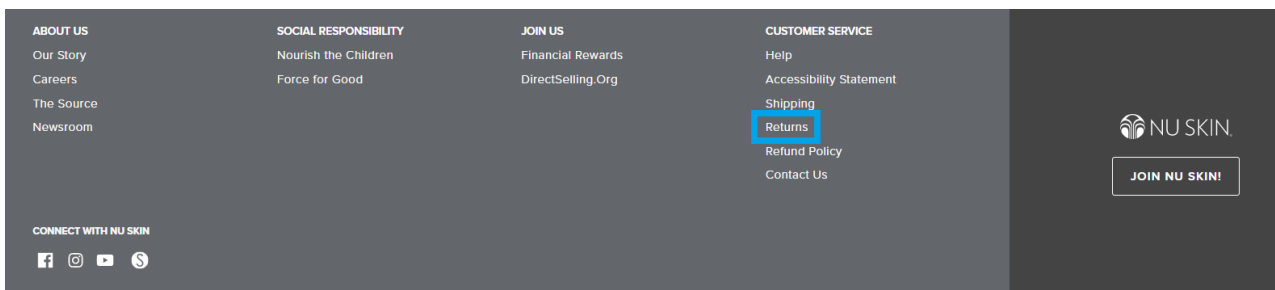 ABOUT US
Our Story
Careers
The Source
Newsroom
SOCIAL RESPONSIBILITY
Nourish the Children
Force for Good
JOIN US
Financial Rewards
DirectSelling.Org
CUSTOMER SERVICE
Help
Accessibility Statement
Shipping
Returns
Refund Policy
Contact Us
NU SKIN.
JOIN NU SKIN!
CONNECT WITH NU SKIN